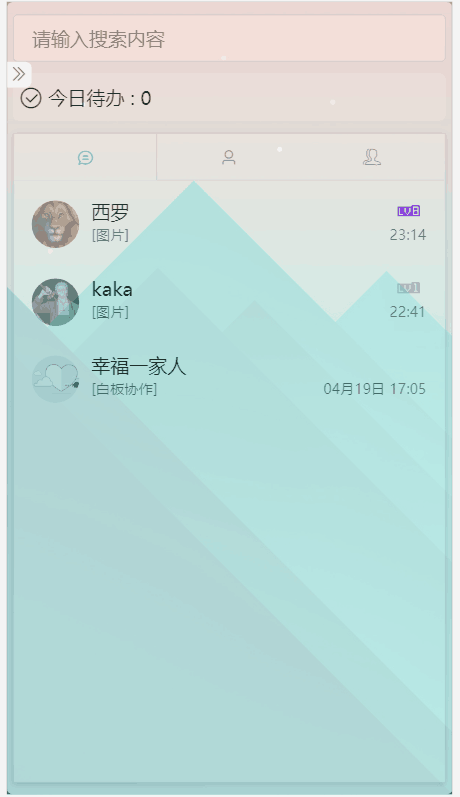 请输入搜索内容
今日待办 : 0
西罗 LV8
[图片] 23:14
kaka LV1
[图片] 22:41
幸福一家人
[白板协作] 04月19日 17:05